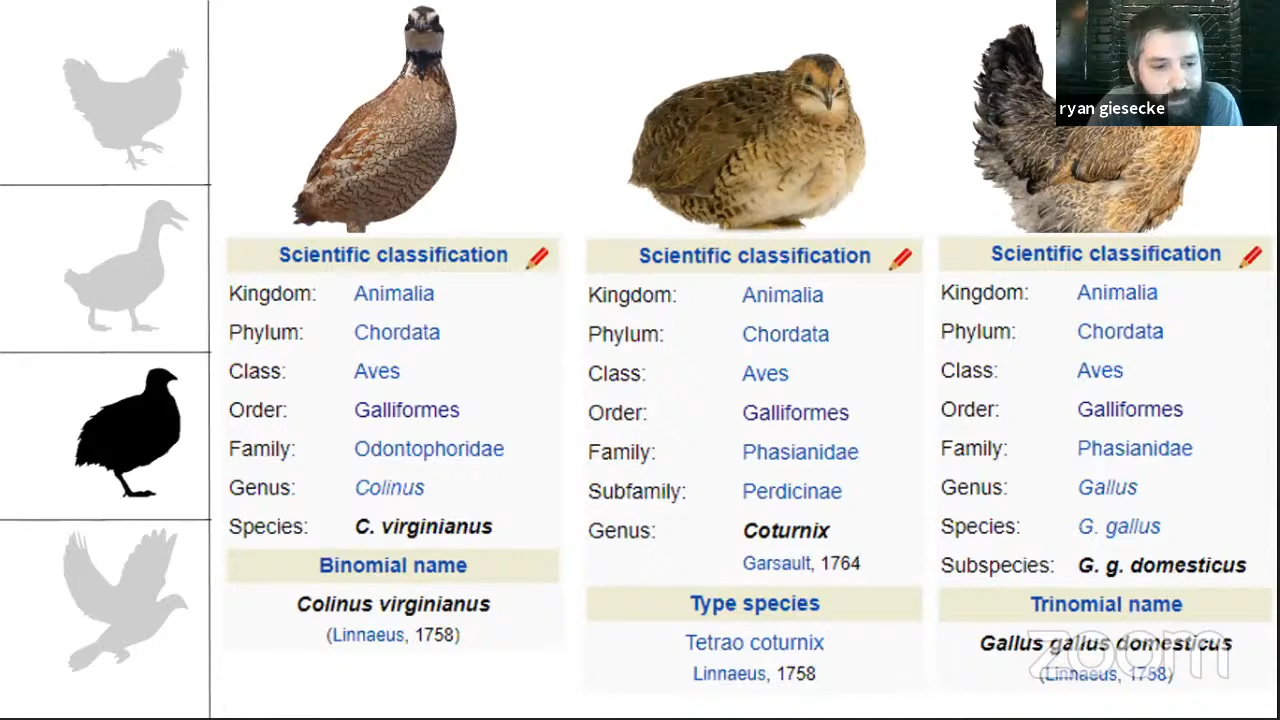 ryan giesecke
Scientific classification
Kingdom: Animalia
Phylum: Chordata
Class: Aves
Order: Galliformes
Family: Odontophoridae
Genus: Colinus
Species: C. virginianus
Binomial name
Colinus virginianus
(Linnaeus, 1758)
Scientific classification
Kingdom: Animalia
Phylum: Chordata
Class: Aves
Order: Galliformes
Family: Phasianidae
Subfamily: Perdicinae
Genus: Coturnix
Garsault, 1764
Type species
Tetrao coturnix
Linnaeus, 1758
Scientific classification
Kingdom: Animalia
Phylum: Chordata
Class: Aves
Order: Galliformes
Family: Phasianidae
Genus: Gallus
Species: G. gallus
Subspecies: G. g. domesticus
Trinomial name
Gallus gallus domesticus
(Linnaeus, 1758)
zoom